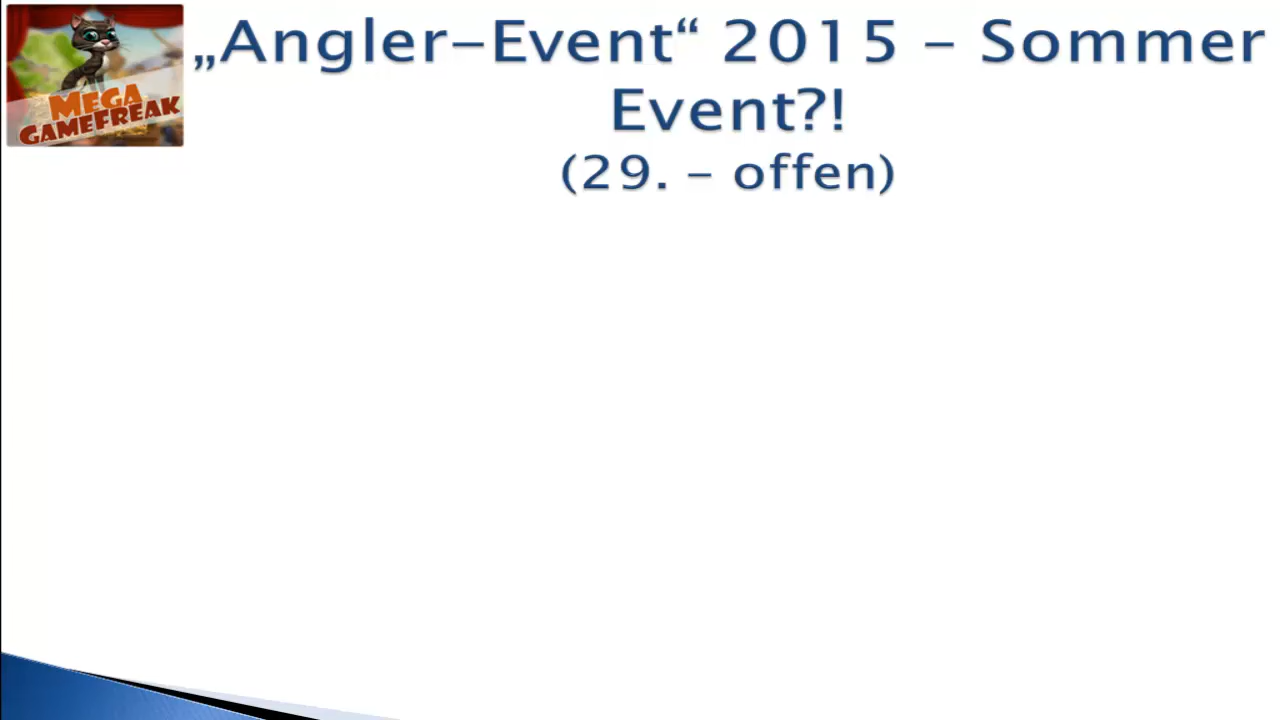 MEGA
GAMEFREAK
„Angler–Event“ 2015 – Sommer
Event?!
(29. – offen)